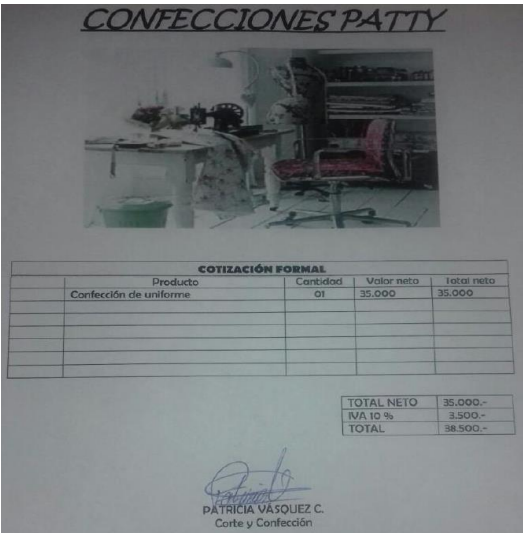 CONFECCIONES PATTY
COTIZACIÓN FORMAL
Producto Cantidad Valor neto Total neto
Confección de uniforme 01 35.000 35.000
TOTAL NETO 35.000.-
IVA 10 % 3.500.-
TOTAL 38.500.-
PATRICIA VÁSQUEZ C.
Corte y Confección